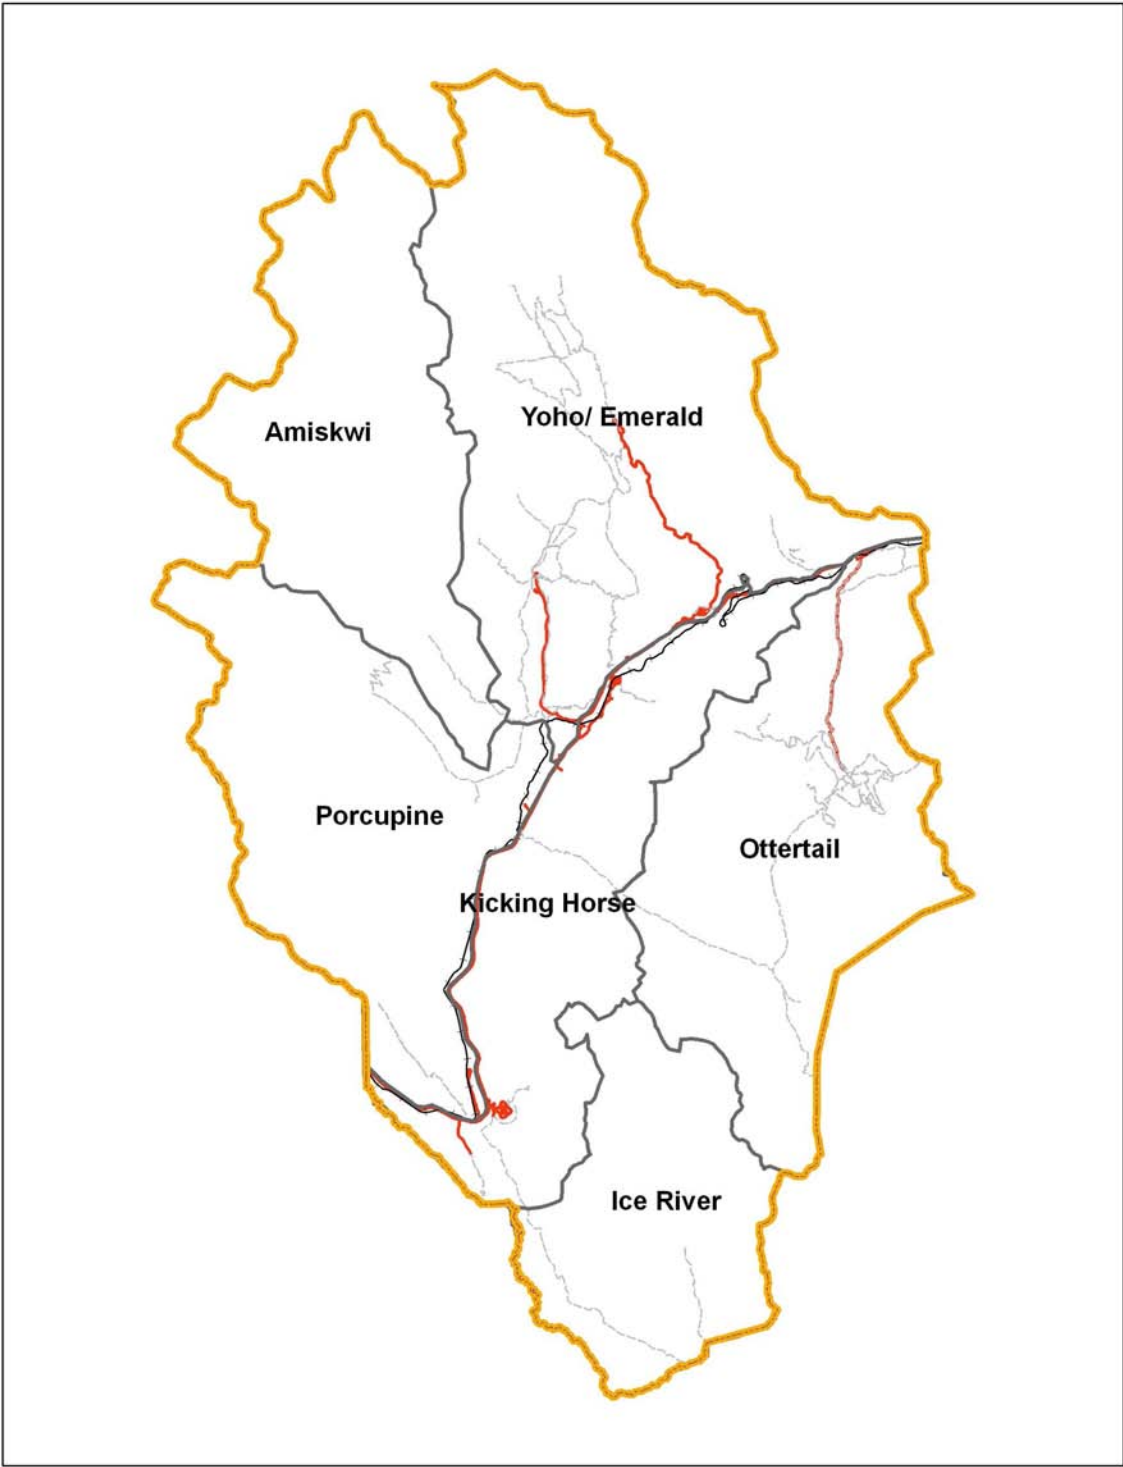 Yoho/ Emerald
Amiskwi
Porcupine
Ottertail
Kicking Horse
Ice River